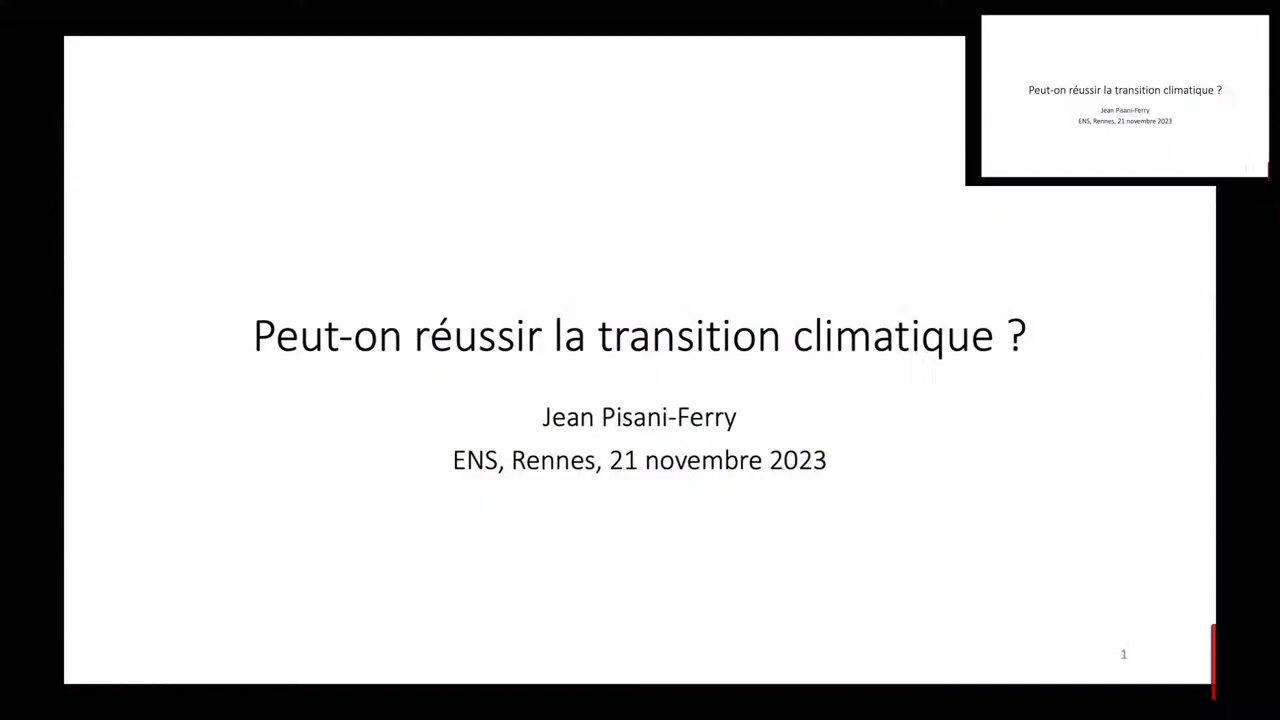 Peut-on réussir la transition climatique ?
Jean Pisani-Ferry
ENS, Rennes, 21 novembre 2023
Peut-on réussir la transition climatique ?
Jean Pisani-Ferry
ENS, Rennes, 21 novembre 2023
1